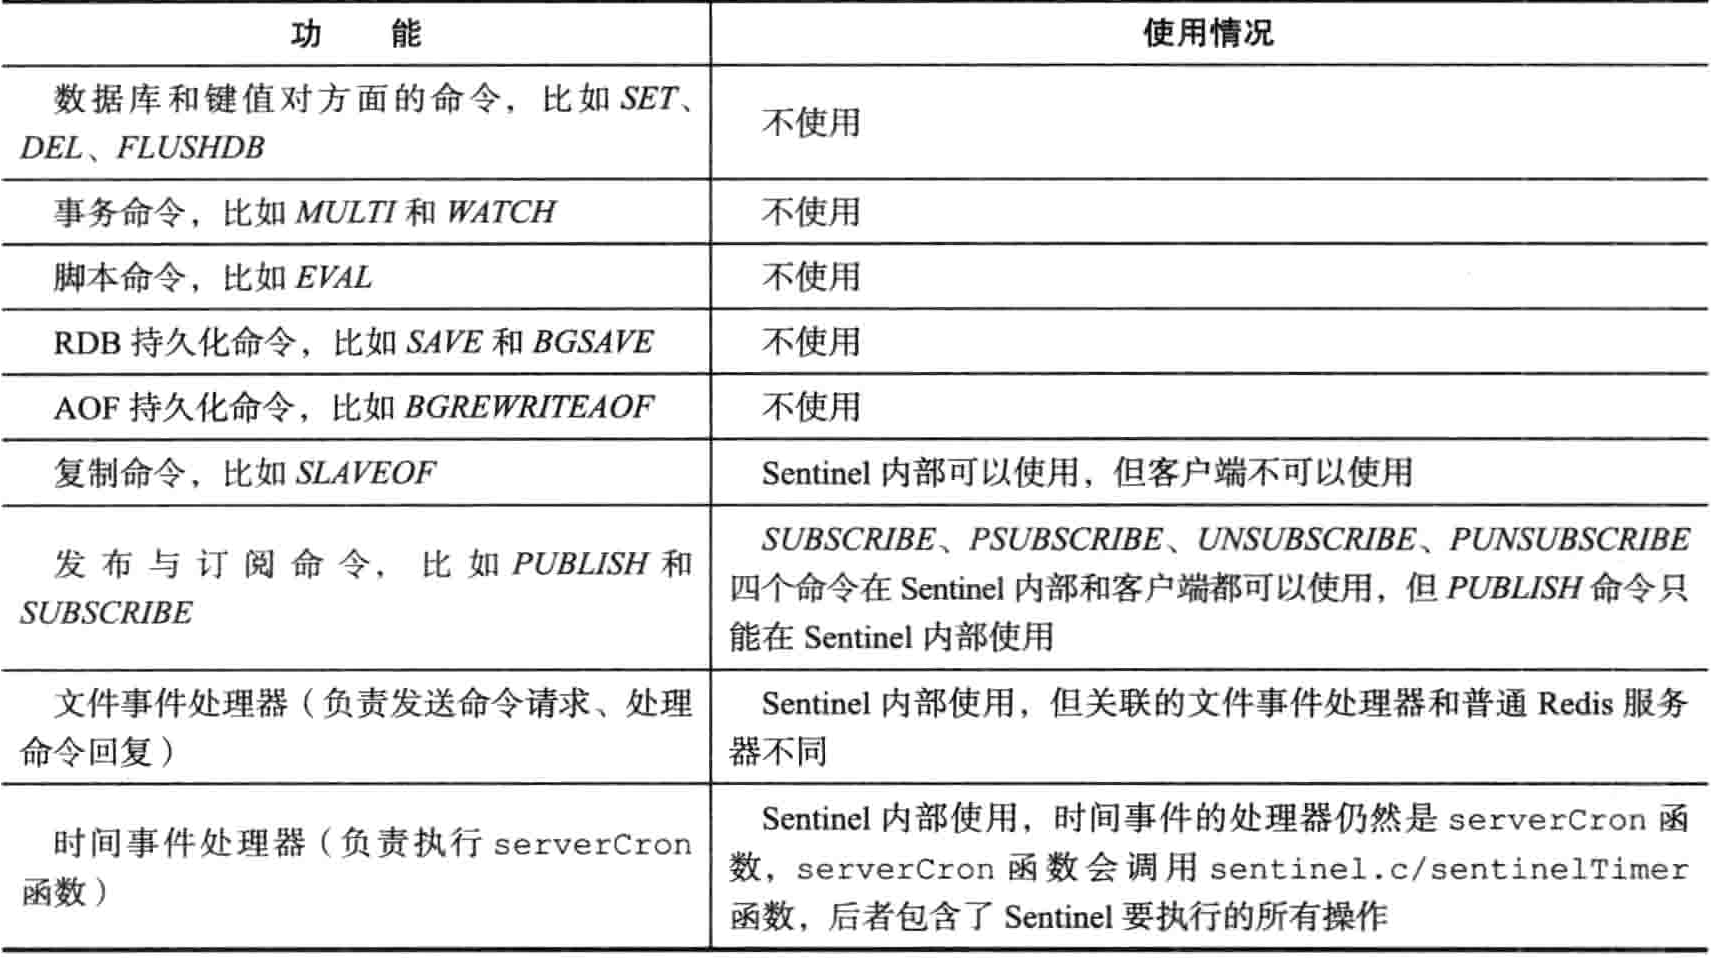 功 能 使用情况
数据库和键值对方面的命令，比如 SET、
DEL、FLUSHDB
不使用
事务命令，比如 MULTI 和 WATCH
不使用
脚本命令，比如 EVAL
不使用
RDB 持久化命令，比如 SAVE 和 BGSAVE
不使用
AOF 持久化命令，比如 BGREWRITEAOF
不使用
复制命令，比如 SLAVEOF
Sentinel 内部可以使用，但客户端不可以使用
发布与订阅命令，比如 PUBLISH 和
SUBSCRIBE
SUBSCRIBE、PSUBSCRIBE、UNSUBSCRIBE、PUNSUBSCRIBE
四个命令在 Sentinel 内部和客户端都可以使用，但 PUBLISH 命令只
能在 Sentinel 内部使用
文件事件处理器（负责发送命令请求、处理
命令回复）
Sentinel 内部使用，但关联的文件事件处理器和普通 Redis 服务
器不同
时间事件处理器（负责执行 serverCron
函数）
Sentinel 内部使用，时间事件的处理器仍然是 serverCron 函
数，serverCron 函数会调用 sentinel.c/sentinelTimer
函数，后者包含了 Sentinel 要执行的所有操作